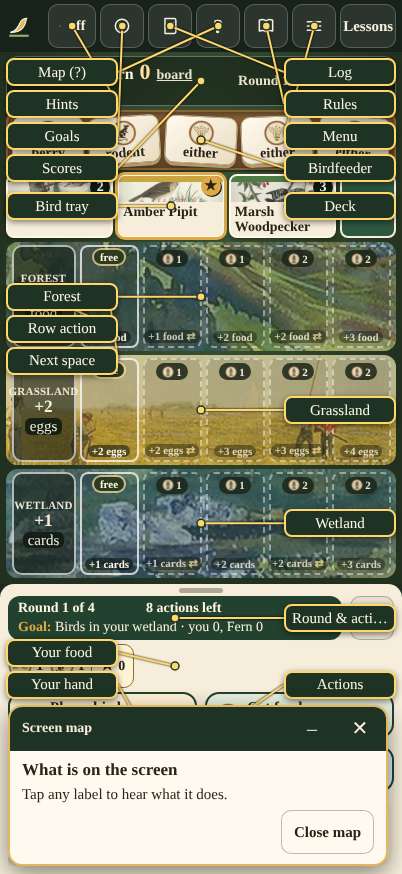 ff
Lessons
Map (?)
n 0 board
Round
Log
Hints
Rules
Goals
Menu
rodent
either
either
Scores
Birdfeeder
2
3
Bird tray
Amber Pipit
Marsh
Woodpecker
Deck
free
1
1
2
2
FOREST
Forest
Row action
+1 food
+2 food
+2 food
+3 food
Next space
1
1
2
2
GRASSLAND
+2
eggs
Grassland
+2 eggs
+2 eggs
+3 eggs
+3 eggs
+4 eggs
free
1
1
2
2
WETLAND
+1
cards
Wetland
+1 cards
+1 cards
+2 cards
+2 cards
+3 cards
Round 1 of 4
8 actions left
Goal: Birds in your wetland · you 0, Fern 0
Round & acti…
Your food
0
Your hand
Actions
Screen map
What is on the screen
Tap any label to hear what it does.
Close map